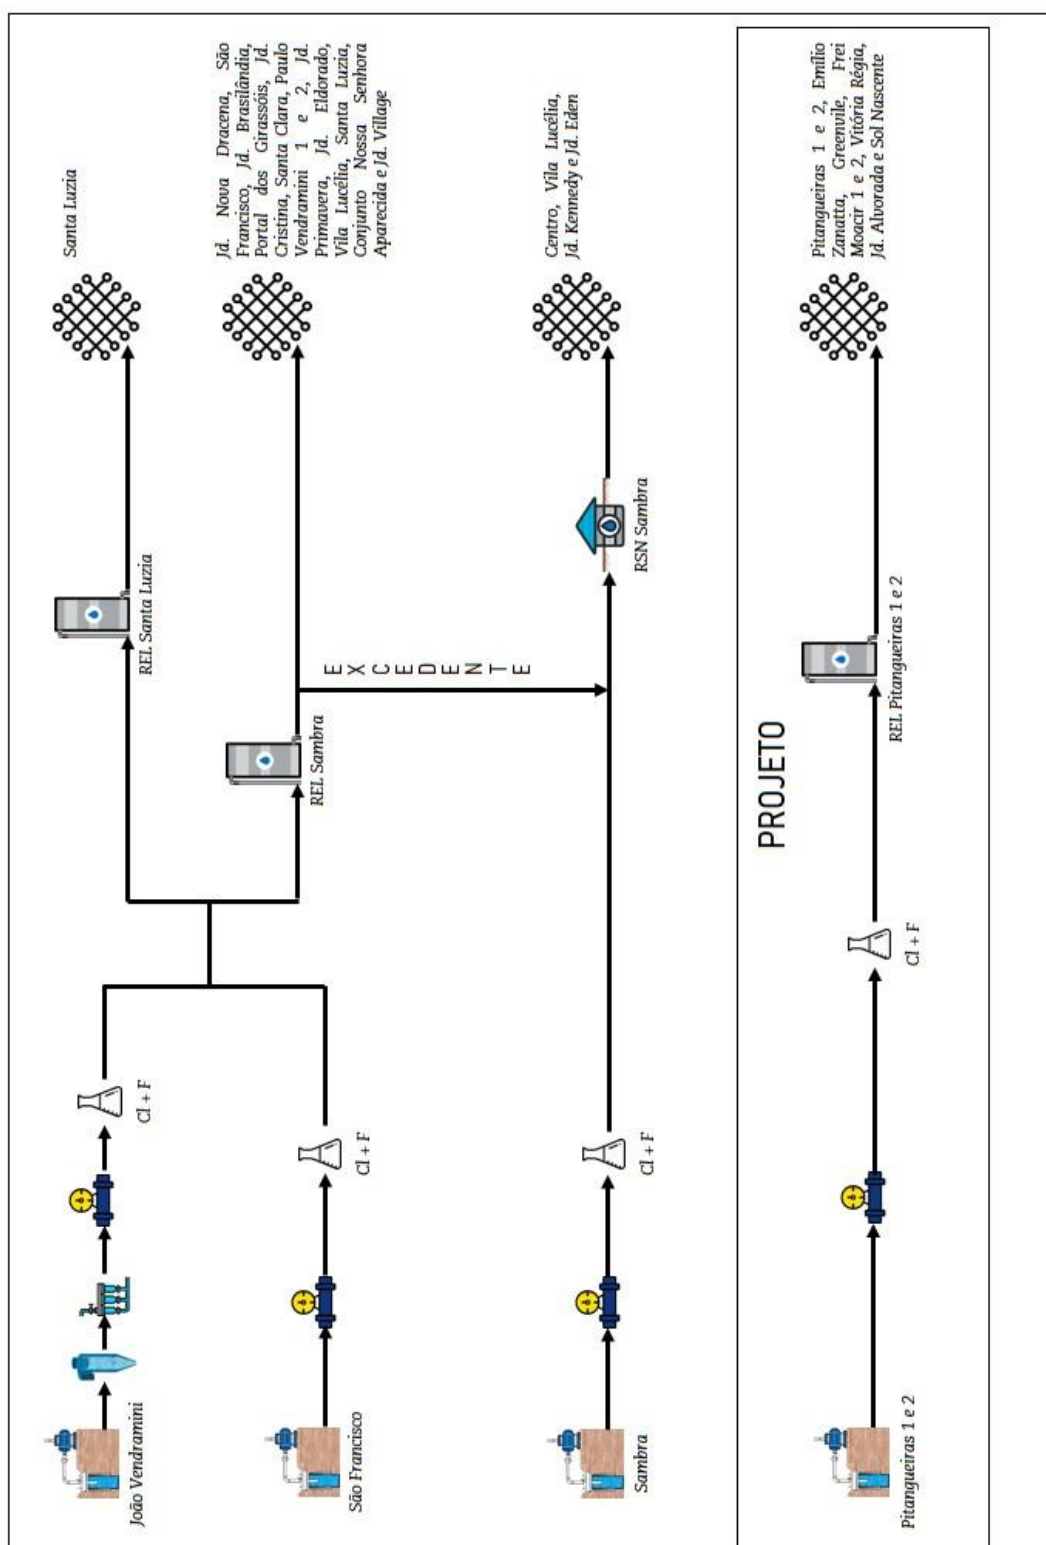 João Vendramini
Cl + F
REL Santa Luzia
Santa Luzia
São Francisco
Cl + F
REL Sambra
Jd. Nova Dracena, São
Francisco, Jd. Brasilândia,
Portal dos Girassóis, Jd.
Cristina, Santa Clara, Paulo
Vendramini 1 e 2, Jd.
Primavera, Jd. Eldorado,
Vila Lucélia, Santa Luzia,
Conjunto Nossa Senhora
Aparecida e Jd. Village
EXCEDENTE
Sambra
Cl + F
RSN Sambra
Centro, Vila Lucélia,
Jd. Kennedy e Jd. Eden
PROJETO
Pitangueiras 1 e 2
Cl + F
REL Pitangueiras 1 e 2
Pitangueiras 1 e 2, Emílio
Zanatta, Greenvile, Frei
Moacir 1 e 2, Vitória Régia,
Jd. Alvorada e Sol Nascente